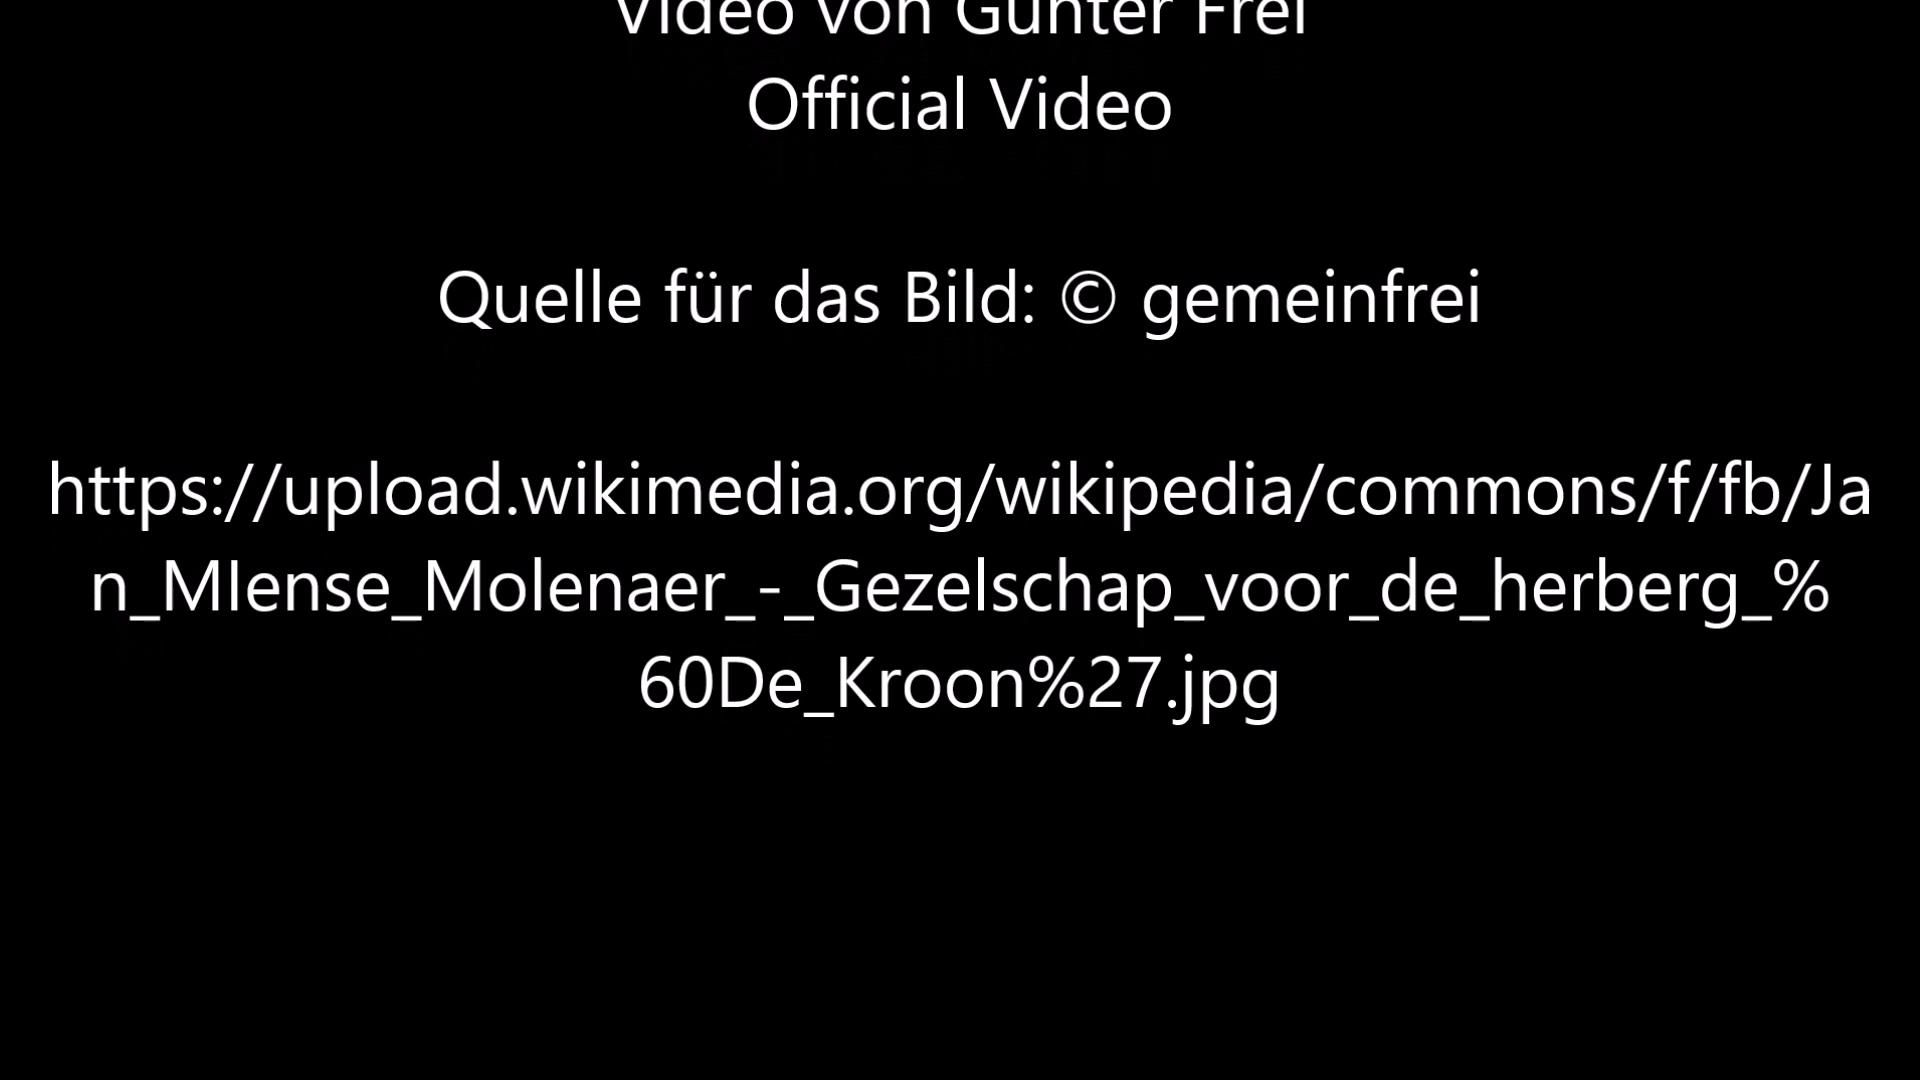 Video von Gunter Frei
Official Video
Quelle für das Bild: © gemeinfrei
https://upload.wikimedia.org/wikipedia/commons/f/fb/Ja
n_MIense_Molenaer_-_Gezelschap_voor_de_herberg_%
60De_Kroon%27.jpg